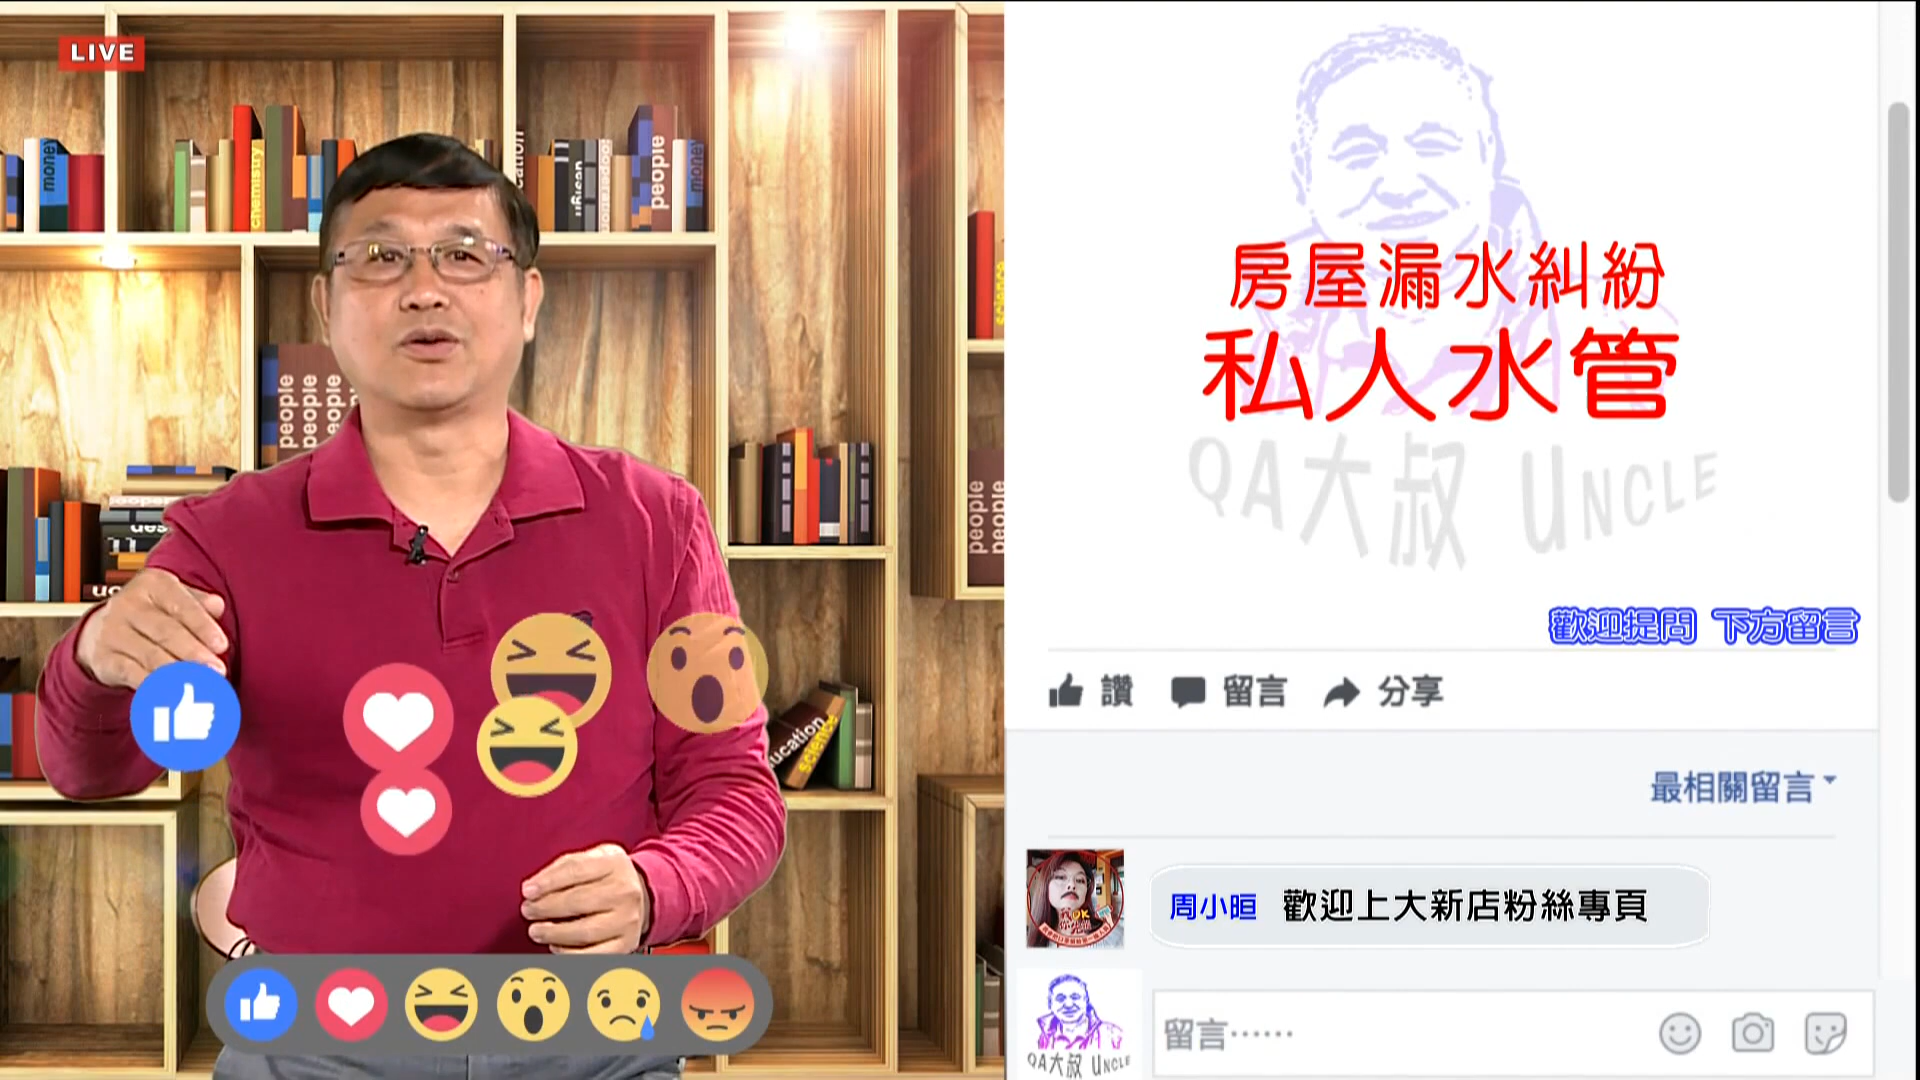 LIVE
money
chemistry
people
money
people
people
people
science
people
people
science
房屋漏水糾紛
私人水管
QA大叔 UNCLE
歡迎提問 下方留言
讚 留言 分享
最相關留言
周小暄 歡迎上大新店粉絲專頁
留言……
QA大叔 UNCLE